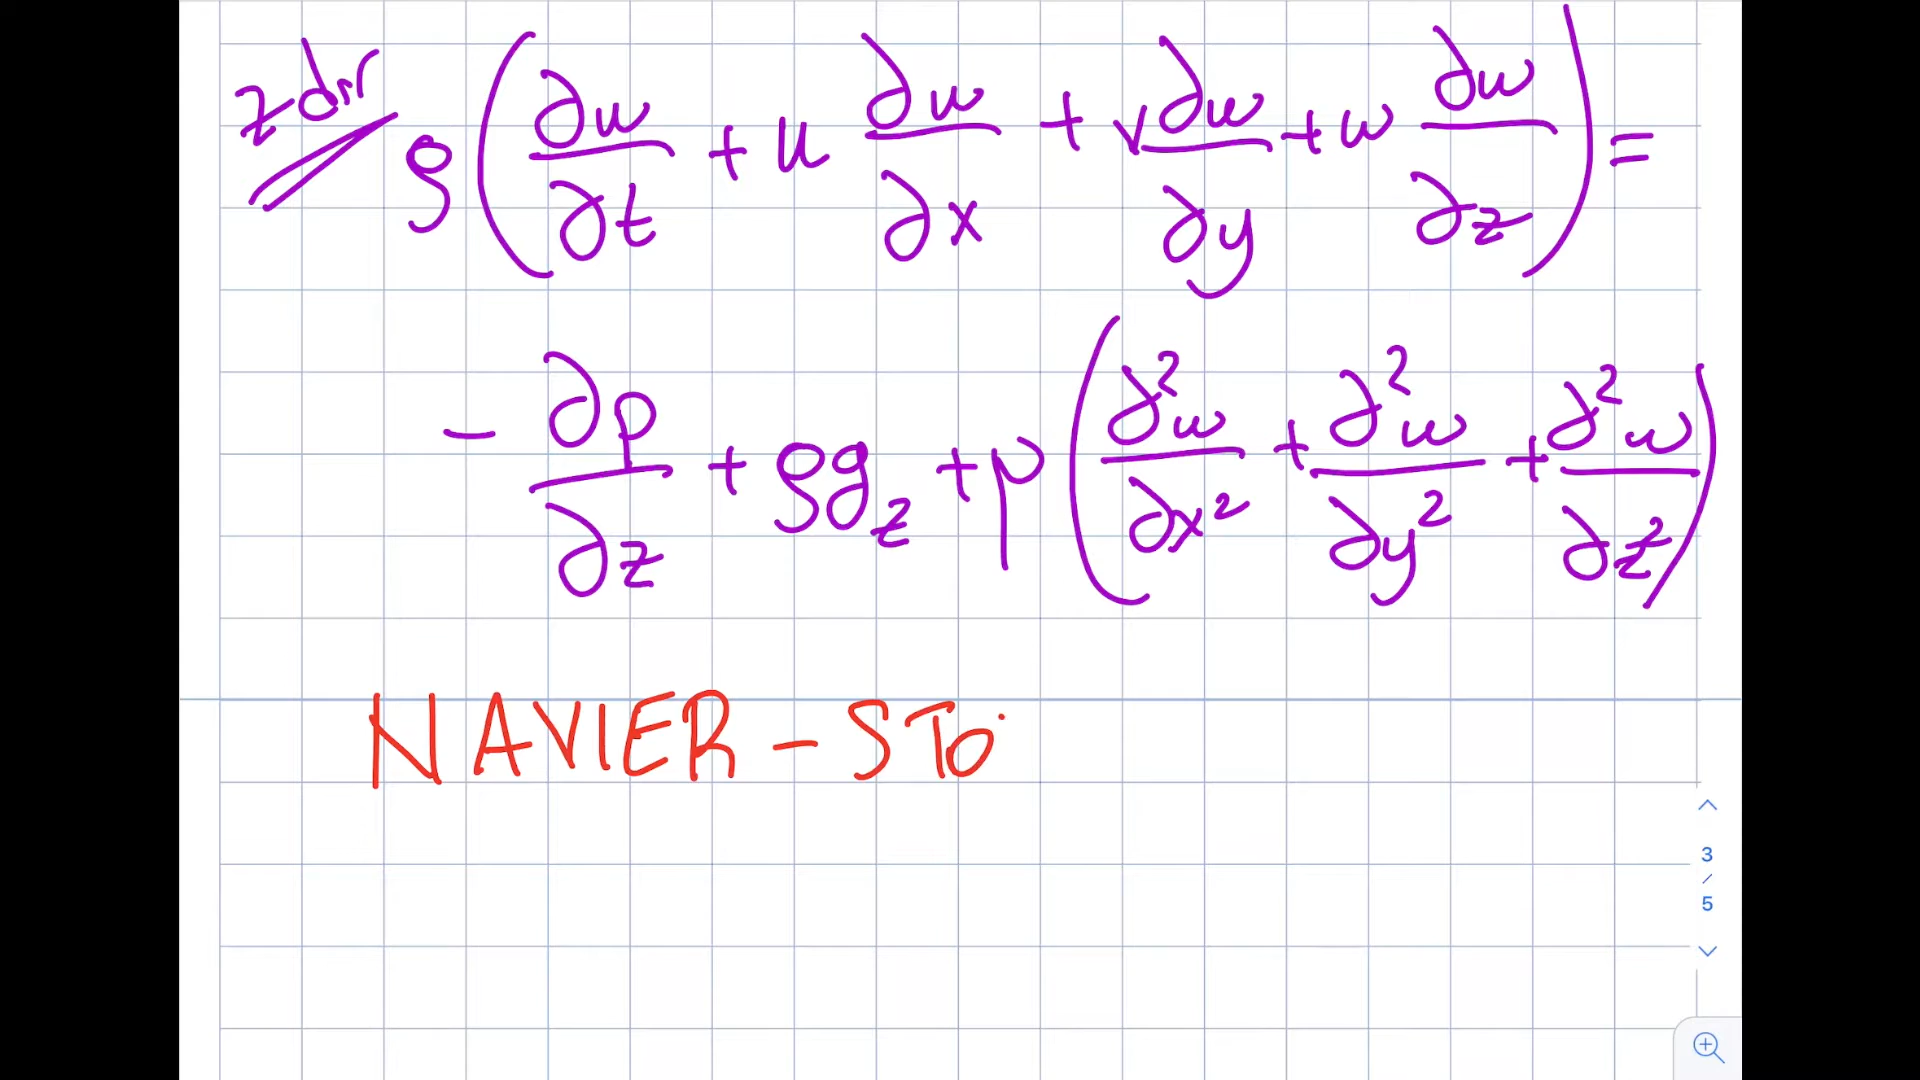 z dir ρ(∂w/∂t + u ∂w/∂x + v ∂w/∂y + w ∂w/∂z) =
- ∂p/∂z + ρg_z + μ(∂²w/∂x² + ∂²w/∂y² + ∂²w/∂z²)
NAVIER - STO
3
/
5